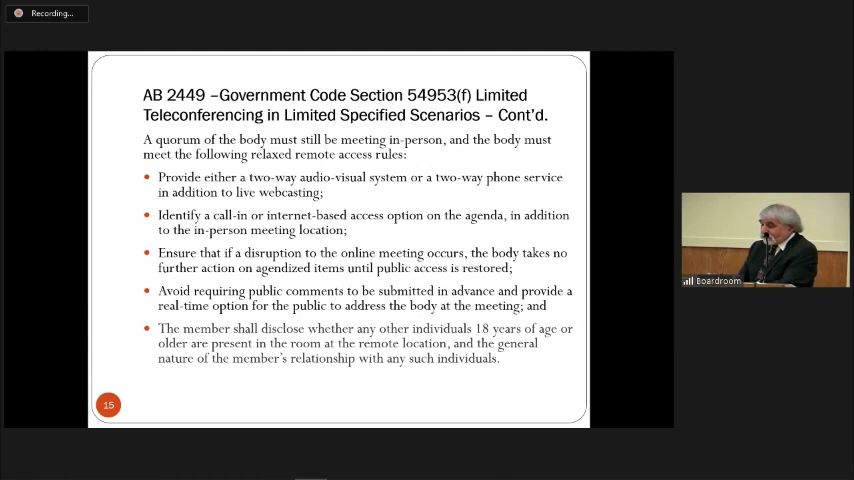 Recording...
AB 2449 –Government Code Section 54953(f) Limited
Teleconferencing in Limited Specified Scenarios – Cont'd.
A quorum of the body must still be meeting in-person, and the body must
meet the following relaxed remote access rules:
• Provide either a two-way audio-visual system or a two-way phone service
in addition to live webcasting;
• Identify a call-in or internet-based access option on the agenda, in addition
to the in-person meeting location;
• Ensure that if a disruption to the online meeting occurs, the body takes no
further action on agendized items until public access is restored;
• Avoid requiring public comments to be submitted in advance and provide a
real-time option for the public to address the body at the meeting; and
• The member shall disclose whether any other individuals 18 years of age or
older are present in the room at the remote location, and the general
nature of the member's relationship with any such individuals.
15
Boardroom